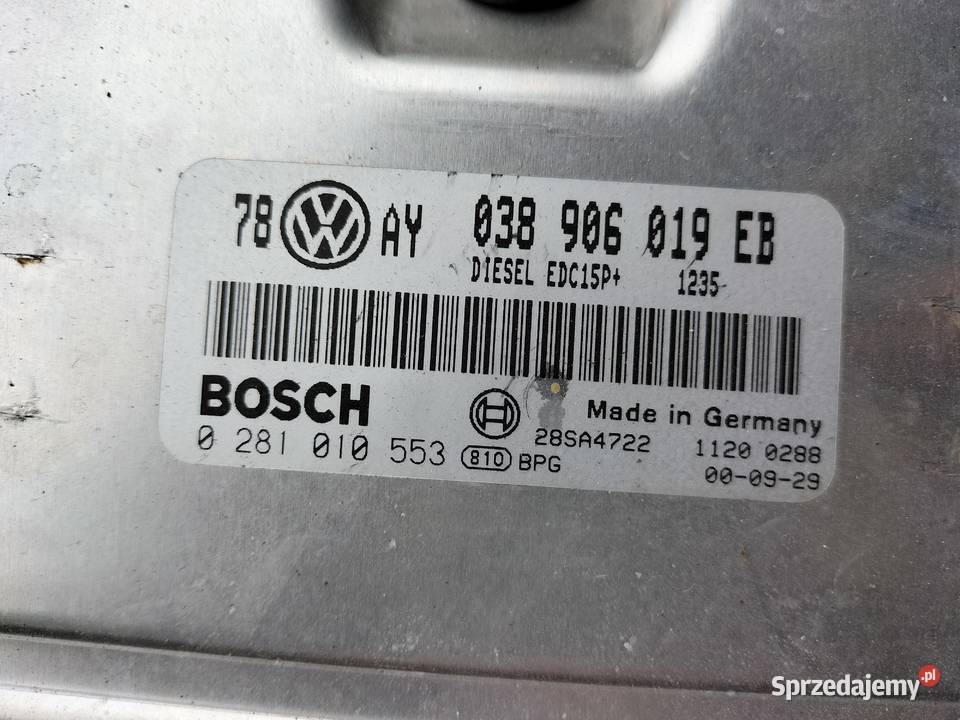 78 VW AY 038 906 019 EB
DIESEL EDC15P+ 1235-
BOSCH
Made in Germany
0 281 010 553 810 BPG
28SA4722 1120 0288
00-09-29
Sprzedajemy.pl